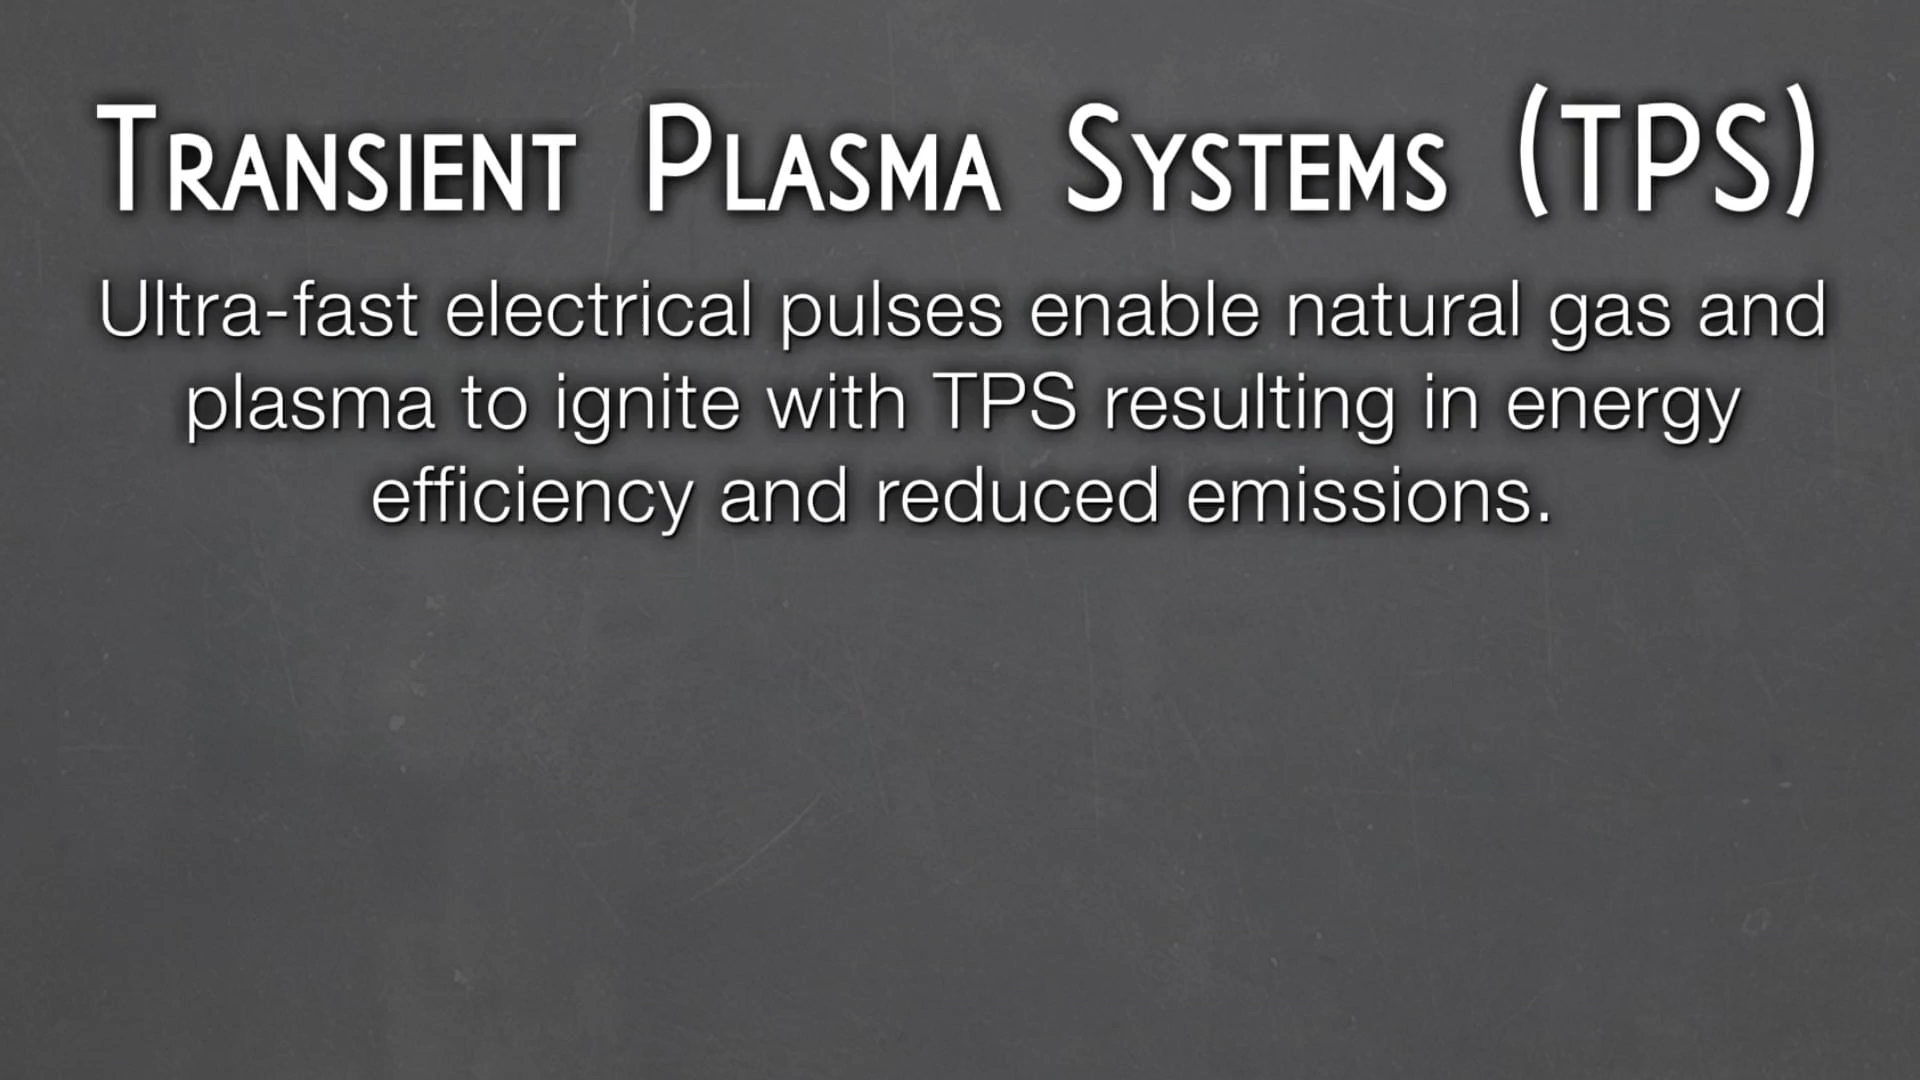 Transient Plasma Systems (TPS)
Ultra-fast electrical pulses enable natural gas and
plasma to ignite with TPS resulting in energy
efficiency and reduced emissions.